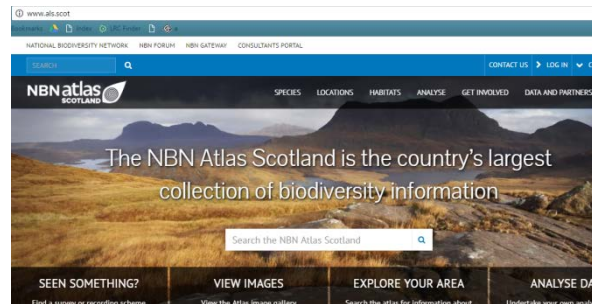 www.als.scot
Bookmarks Index LRC Finder a
NATIONAL BIODIVERSITY NETWORK NBN FORUM NBN GATEWAY CONSULTANTS PORTAL
SEARCH CONTACT US LOG IN
NBN atlas SPECIES LOCATIONS HABITATS ANALYSE GET INVOLVED DATA AND PARTNERS
SCOTLAND
The NBN Atlas Scotland is the country's largest
collection of biodiversity information
Search the NBN Atlas Scotland
SEEN SOMETHING? VIEW IMAGES EXPLORE YOUR AREA ANALYSE DA
Find a survey or recording scheme View the Atlas image gallery Search the atlas for information about Undertake your own